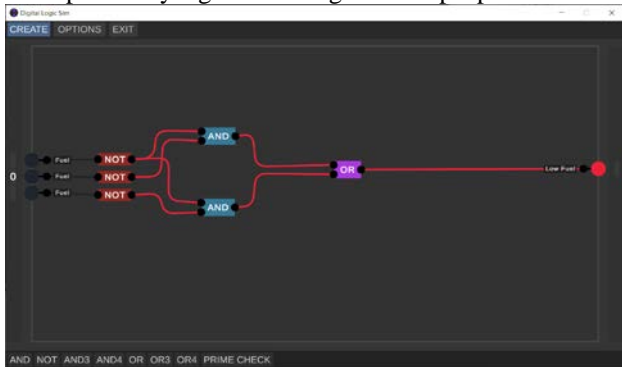 Digital Logic Sim
CREATE OPTIONS EXIT
AND
Fuel NOT
OR
Low Fuel
0 Fuel NOT
Fuel NOT
AND
AND NOT AND3 AND4 OR OR3 OR4 PRIME CHECK